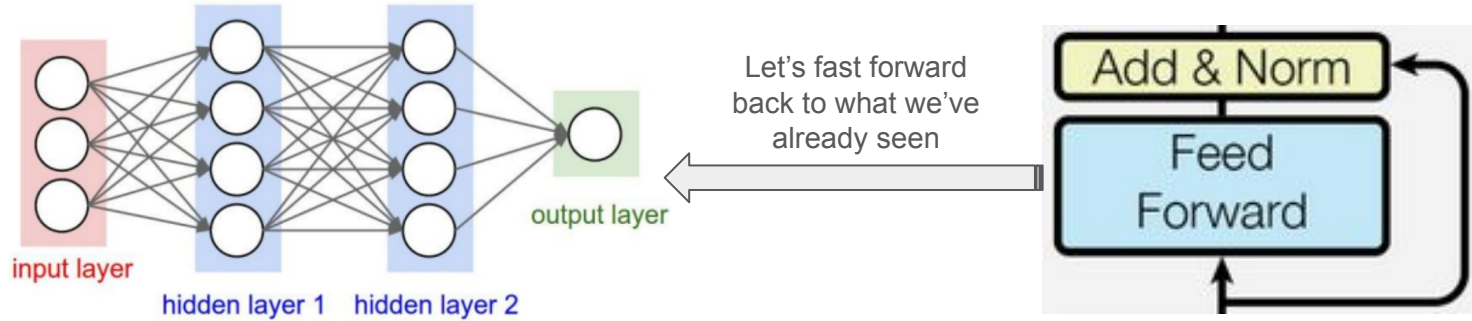 input layer
hidden layer 1
hidden layer 2
output layer
Let's fast forward
back to what we've
already seen
Add & Norm
Feed
Forward